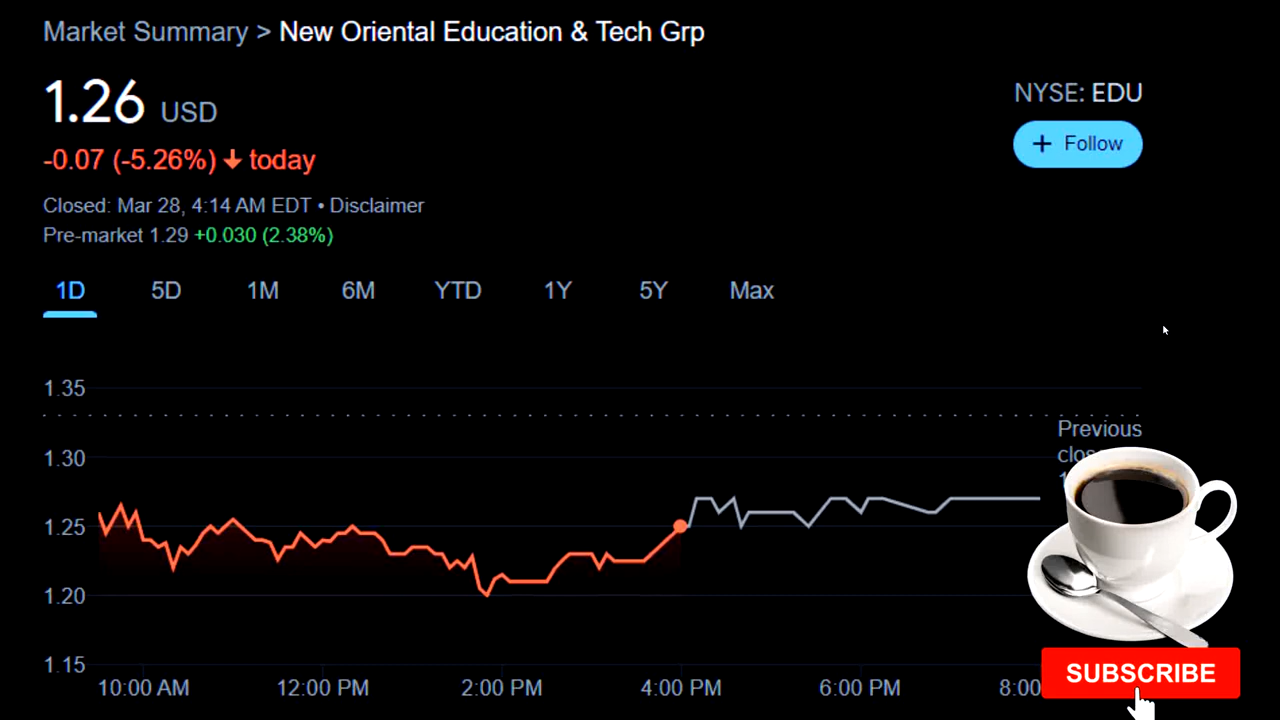 Market Summary > New Oriental Education & Tech Grp
1.26 USD
NYSE: EDU
+ Follow
-0.07 (-5.26%) ↓ today
Closed: Mar 28, 4:14 AM EDT • Disclaimer
Pre-market 1.29 +0.030 (2.38%)
1D 5D 1M 6M YTD 1Y 5Y Max
1.35
Previous
1.30
1.25
1.20
1.15
10:00 AM 12:00 PM 2:00 PM 4:00 PM 6:00 PM 8:00
SUBSCRIBE